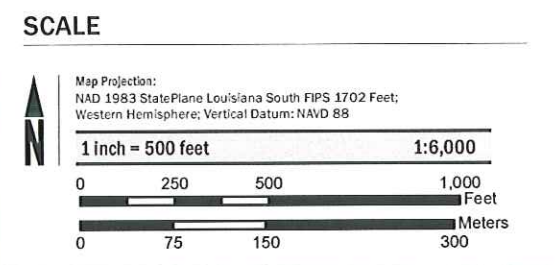 SCALE
Map Projection:
NAD 1983 StatePlane Louisiana South FIPS 1702 Feet;
Western Hemisphere; Vertical Datum: NAVD 88
N
1 inch = 500 feet 1:6,000
0 250 500 1,000
Feet
Meters
0 75 150 300